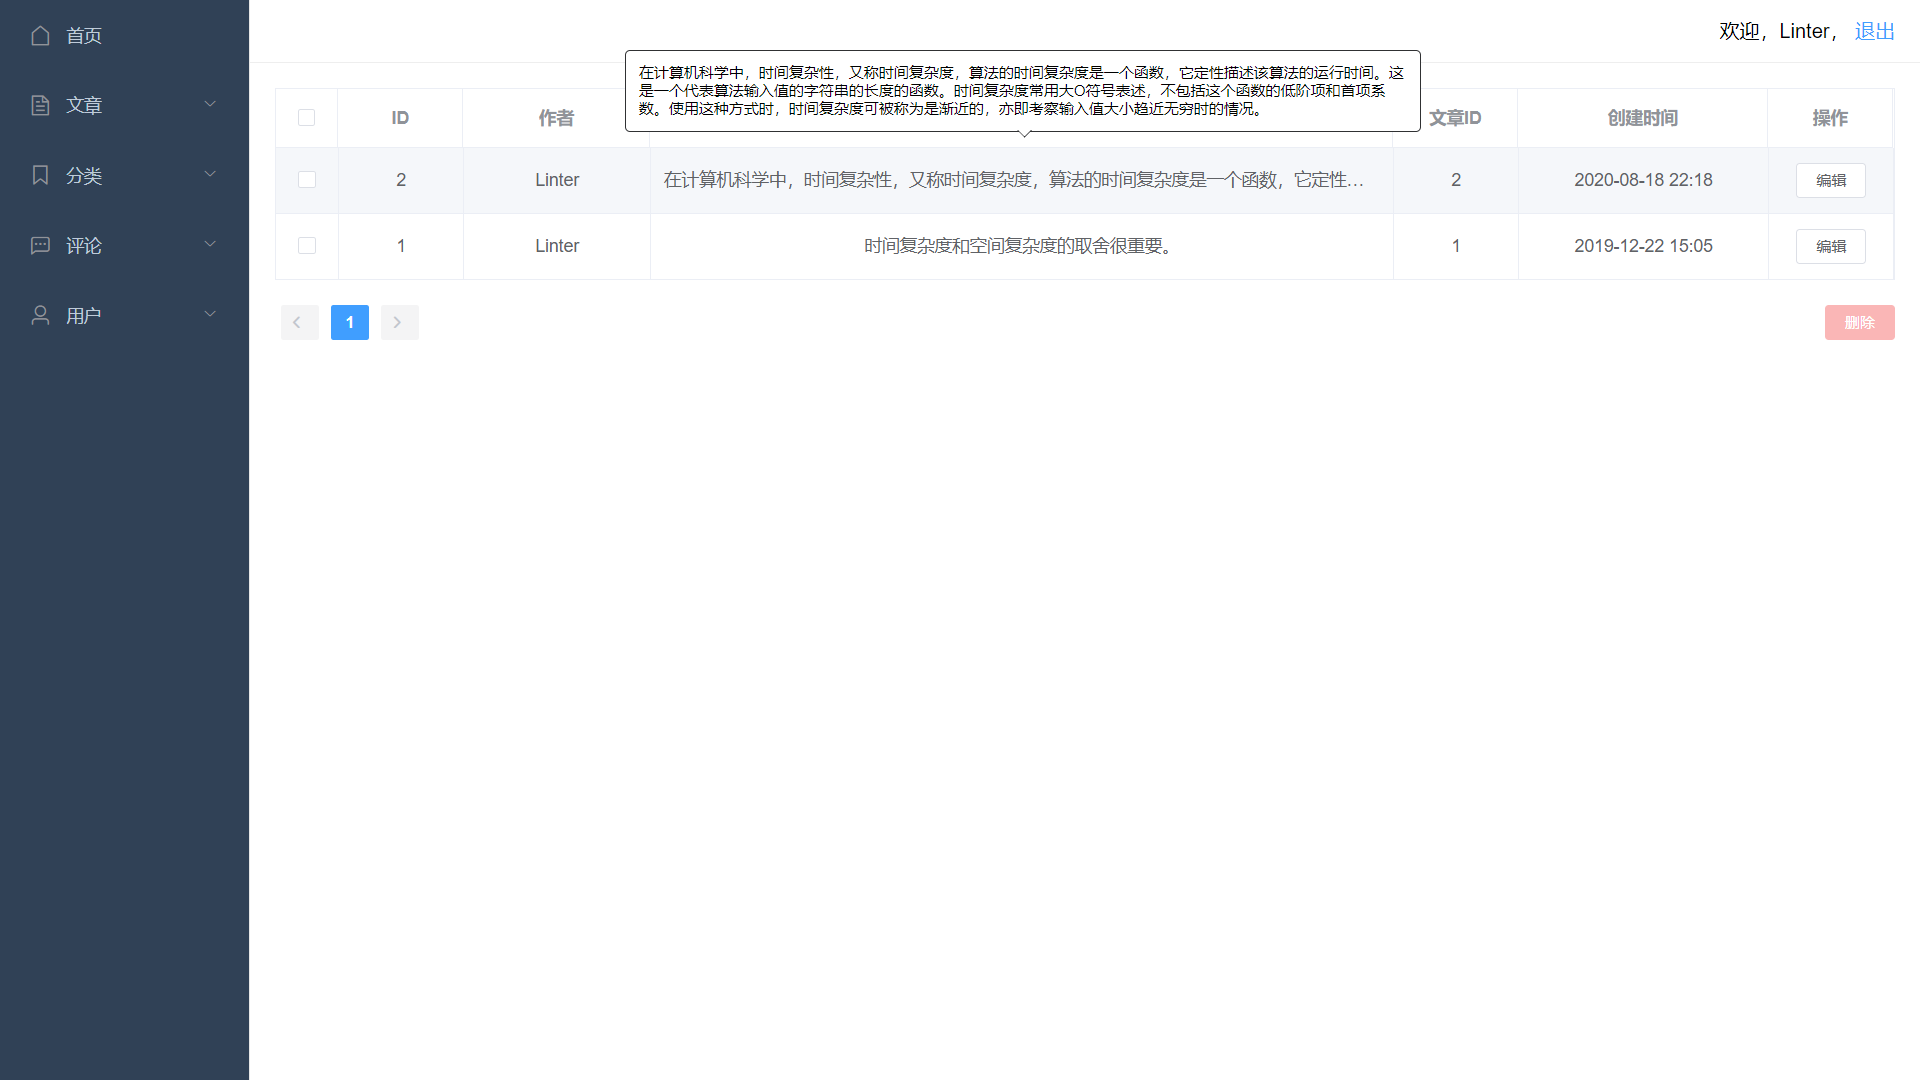 首页
文章
分类
评论
用户
欢迎，Linter， 退出
在计算机科学中，时间复杂性，又称时间复杂度，算法的时间复杂度是一个函数，它定性描述该算法的运行时间。这
是一个代表算法输入值的字符串的长度的函数。时间复杂度常用大O符号表述，不包括这个函数的低阶项和首项系
数。使用这种方式时，时间复杂度可被称为是渐近的，亦即考察输入值大小趋近无穷时的情况。
ID 作者 文章ID 创建时间 操作
2 Linter 在计算机科学中，时间复杂性，又称时间复杂度，算法的时间复杂度是一个函数，它定性... 2 2020-08-18 22:18 编辑
1 Linter 时间复杂度和空间复杂度的取舍很重要。 1 2019-12-22 15:05 编辑
1 删除